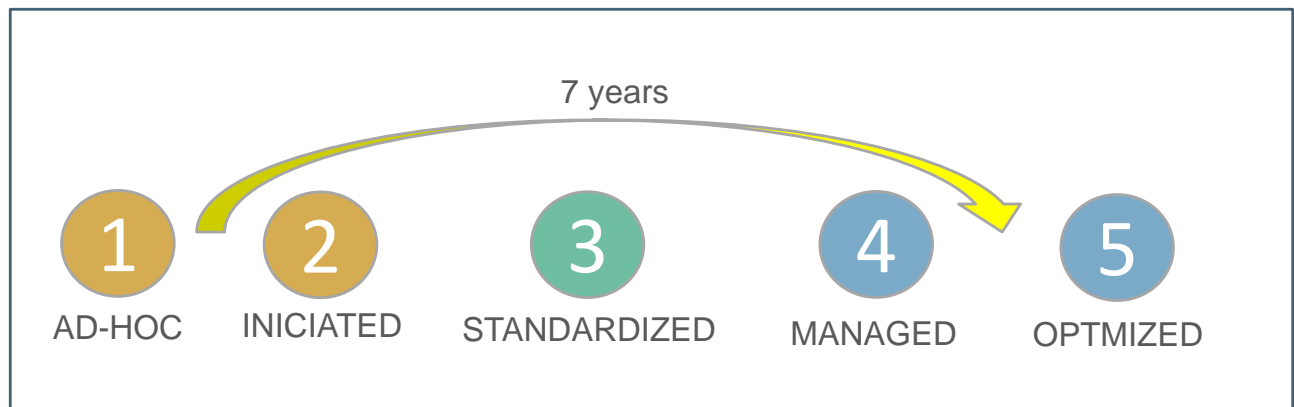 7 years
1 2 3 4 5
AD-HOC INICIATED STANDARDIZED MANAGED OPTMIZED